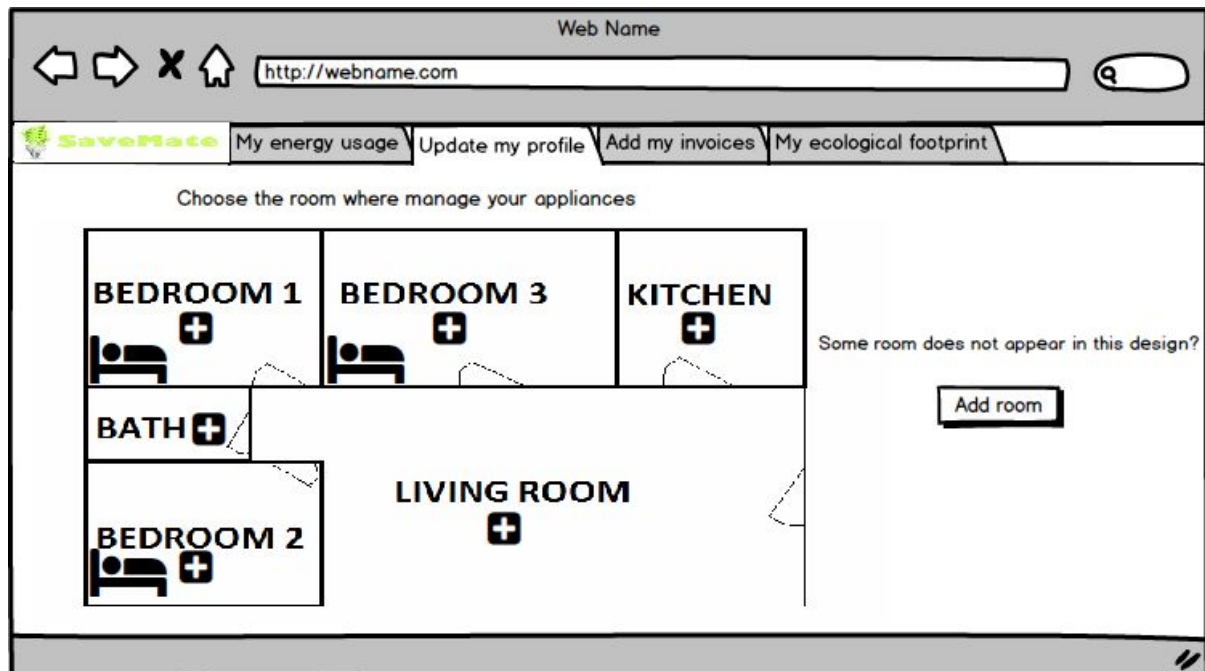 Web Name
http://webname.com
SaveMate
My energy usage
Update my profile
Add my invoices
My ecological footprint
Choose the room where manage your appliances
BEDROOM 1
BEDROOM 3
KITCHEN
Some room does not appear in this design?
Add room
BATH
LIVING ROOM
BEDROOM 2